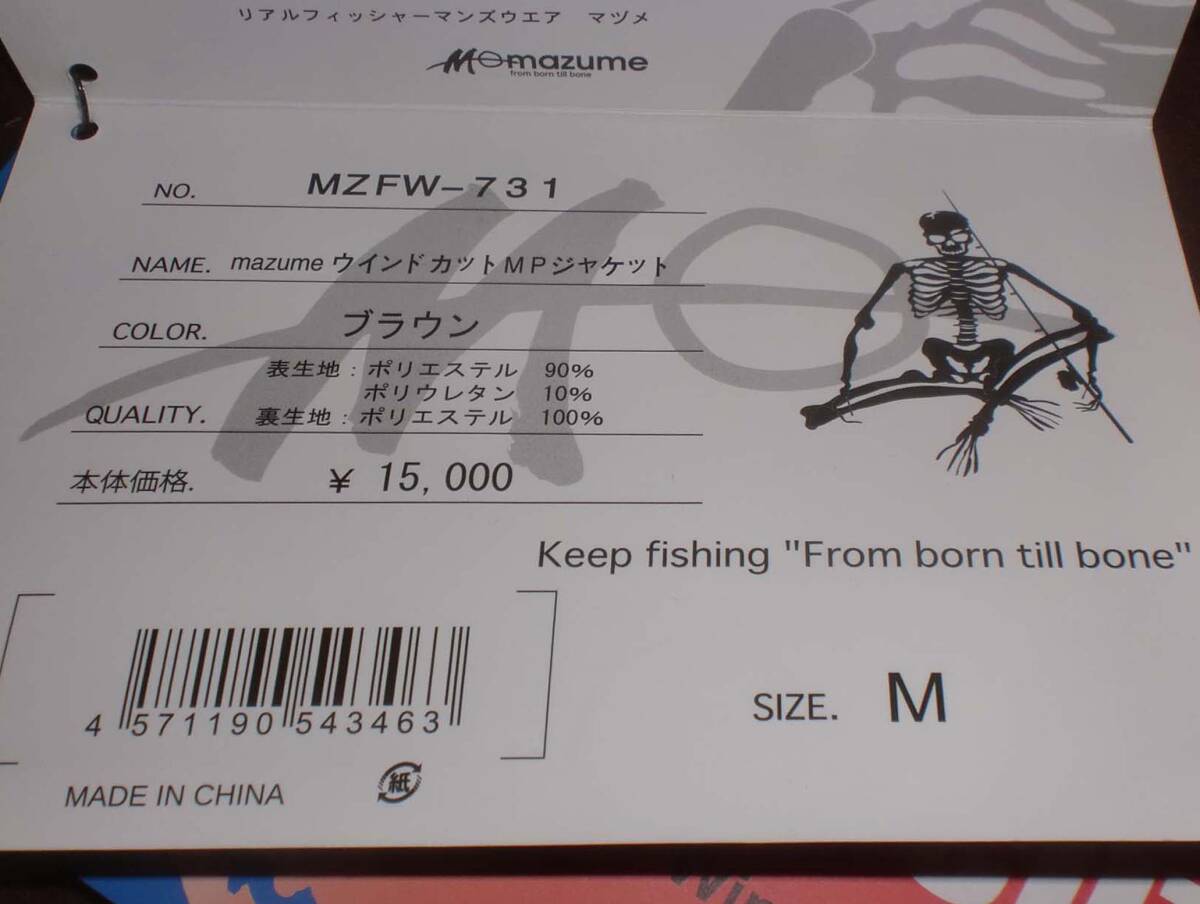 リアルフィッシャーマンズウエア　マヅメ
mazume
from born till bone
NO. MZFW-731
NAME. mazume ウインドカットMPジャケット
COLOR. ブラウン
表生地：ポリエステル 90%
ポリウレタン 10%
QUALITY. 裏生地：ポリエステル 100%
本体価格. ¥ 15,000
Keep fishing "From born till bone"
4 571190 543463
SIZE. M
MADE IN CHINA
紙
Win